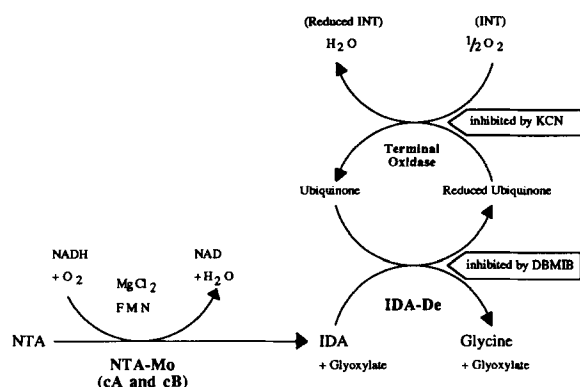 (Reduced INT) (INT)
H2O ½O2
inhibited by KCN
Terminal
Oxidase
Ubiquinone Reduced Ubiquinone
NADH NAD
+ O2 MgCl2 + H2O
FMN
inhibited by DBMIB
IDA-De
NTA IDA Glycine
NTA-Mo + Glyoxylate + Glyoxylate
(cA and cB)